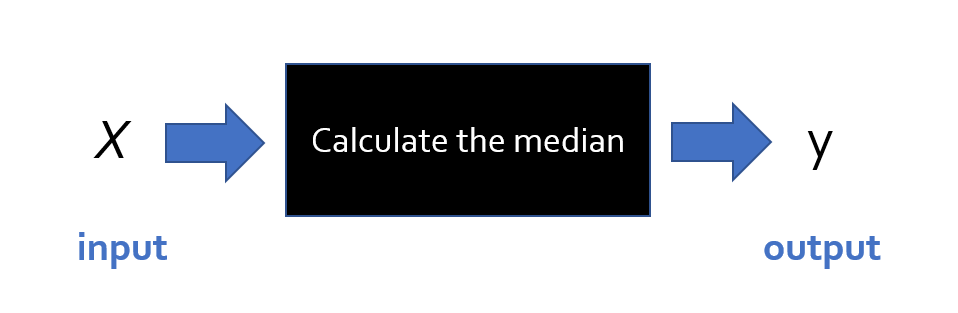 X
Calculate the median
y
input
output